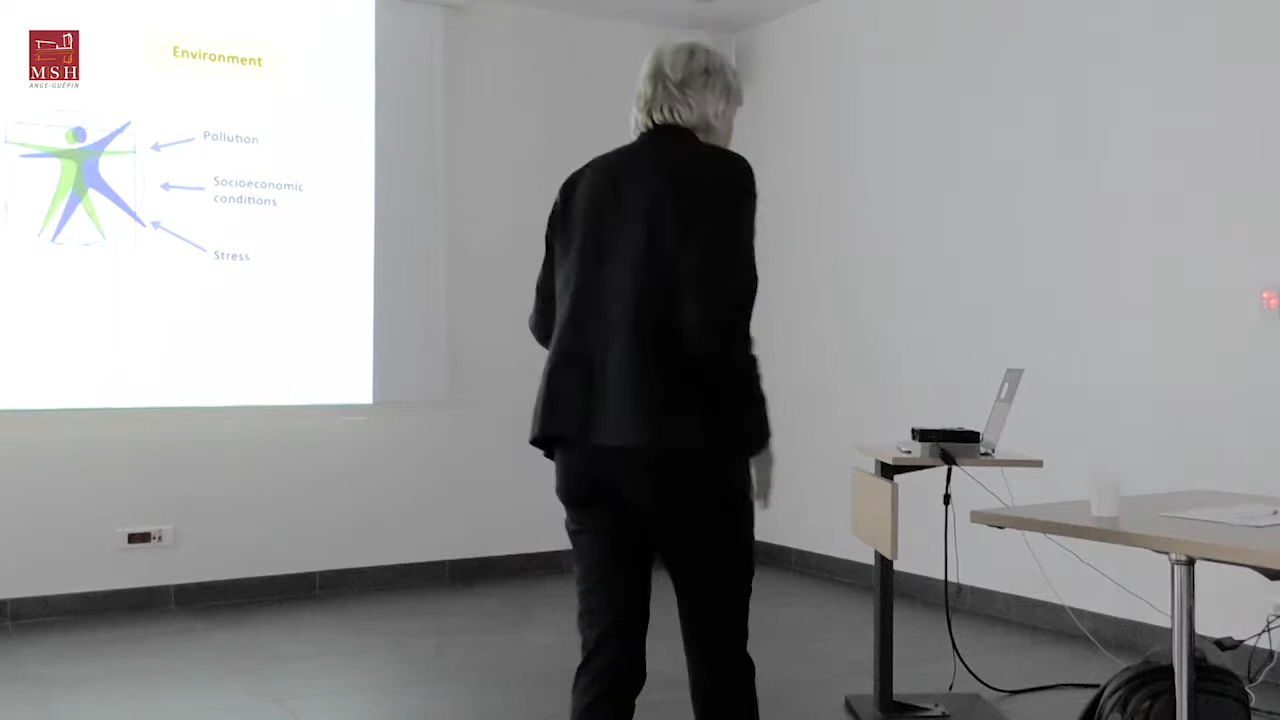 MSH
ANGE-GUÉPIN
Environment
Pollution
Socioeconomic
conditions
Stress